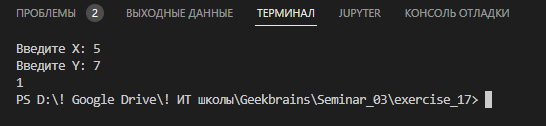 ПРОБЛЕМЫ 2 ВЫХОДНЫЕ ДАННЫЕ ТЕРМИНАЛ JUPYTER КОНСОЛЬ ОТЛАДКИ
Введите X: 5
Введите Y: 7
1
PS D:\! Google Drive\! ИТ школы\Geekbrains\Seminar_03\exercise_17>